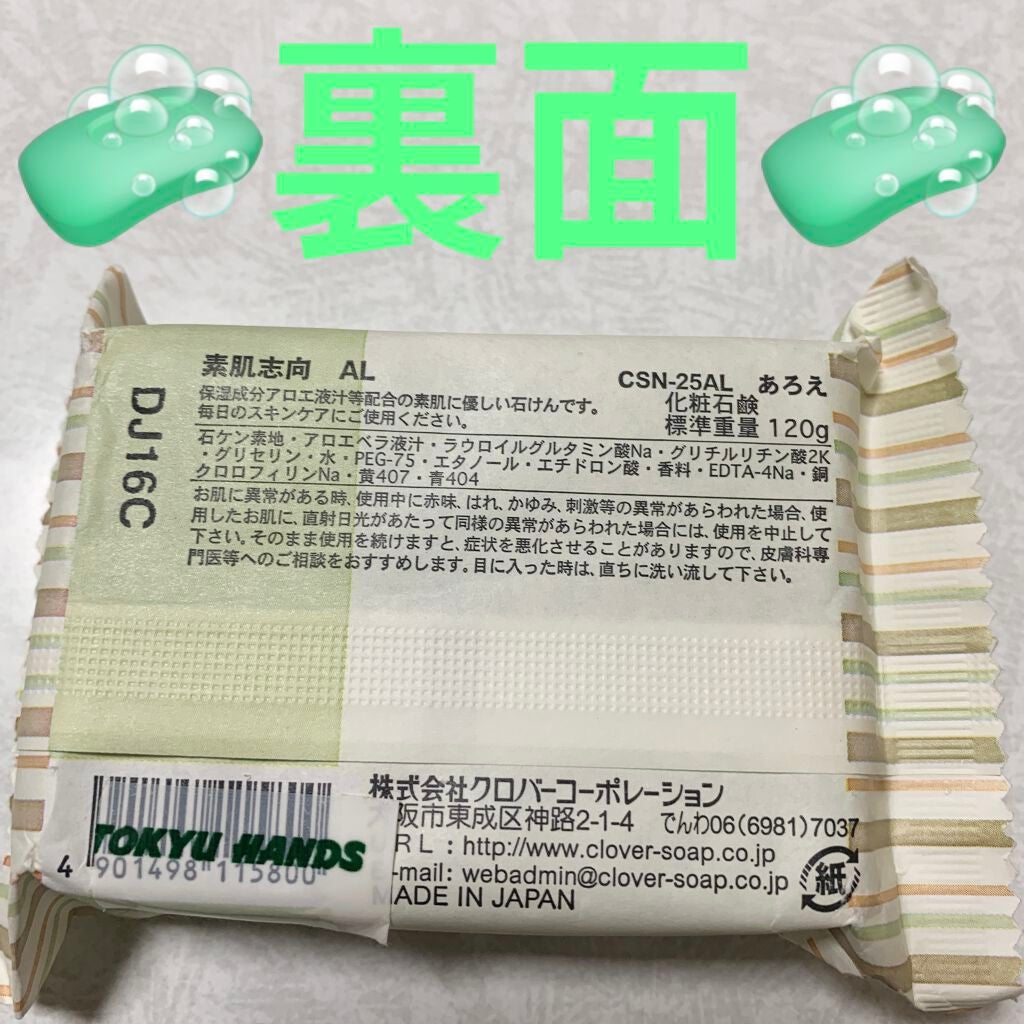 裏面
素肌志向 AL
保湿成分アロエ液汁等配合の素肌に優しい石けんです。
毎日のスキンケアにご使用ください。
CSN-25AL あろえ
化粧石鹸
標準重量 120g
石ケン素地・アロエベラ液汁・ラウロイルグルタミン酸Na・グリチルリチン酸2K
・グリセリン・水・PEG-75・エタノール・エチドロン酸・香料・EDTA-4Na・銅
クロロフィリンNa・黄407・青404
お肌に異常がある時、使用中に赤味、はれ、かゆみ、刺激等の異常があらわれた場合、使
用したお肌に、直射日光があたって同様の異常があらわれた場合には、使用を中止して
下さい。そのまま使用を続けますと、症状を悪化させることがありますので、皮膚科専
門医等へのご相談をおすすめします。目に入った時は、直ちに洗い流して下さい。
DJ16C
株式会社クロバーコーポレーション
阪市東成区神路2-1-4 でんわ06(6981)7037
RL：http://www.clover-soap.co.jp
-mail: webadmin@clover-soap.co.jp
MADE IN JAPAN
紙
TOKYU HANDS
4 901498 115800